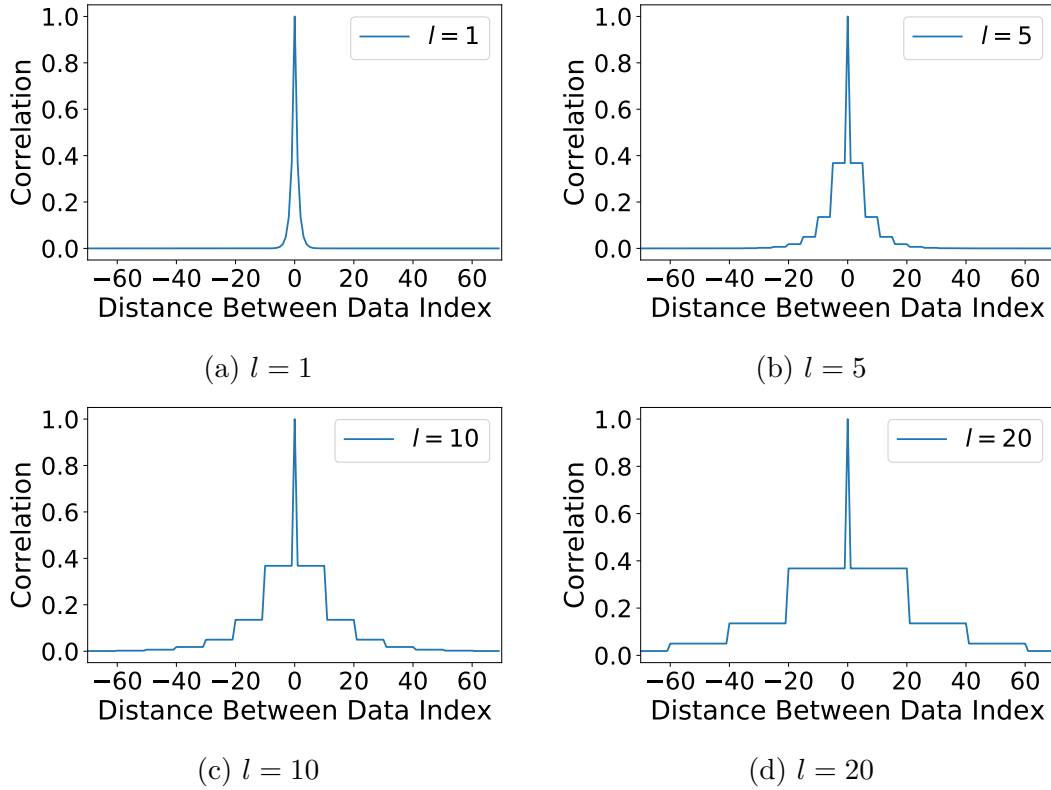 1.0
0.8
0.6
0.4
0.2
0.0
Correlation
l = 1
−60 −40 −20 0 20 40 60
Distance Between Data Index
(a) l = 1
1.0
0.8
0.6
0.4
0.2
0.0
Correlation
l = 5
−60 −40 −20 0 20 40 60
Distance Between Data Index
(b) l = 5
1.0
0.8
0.6
0.4
0.2
0.0
Correlation
l = 10
−60 −40 −20 0 20 40 60
Distance Between Data Index
(c) l = 10
1.0
0.8
0.6
0.4
0.2
0.0
Correlation
l = 20
−60 −40 −20 0 20 40 60
Distance Between Data Index
(d) l = 20